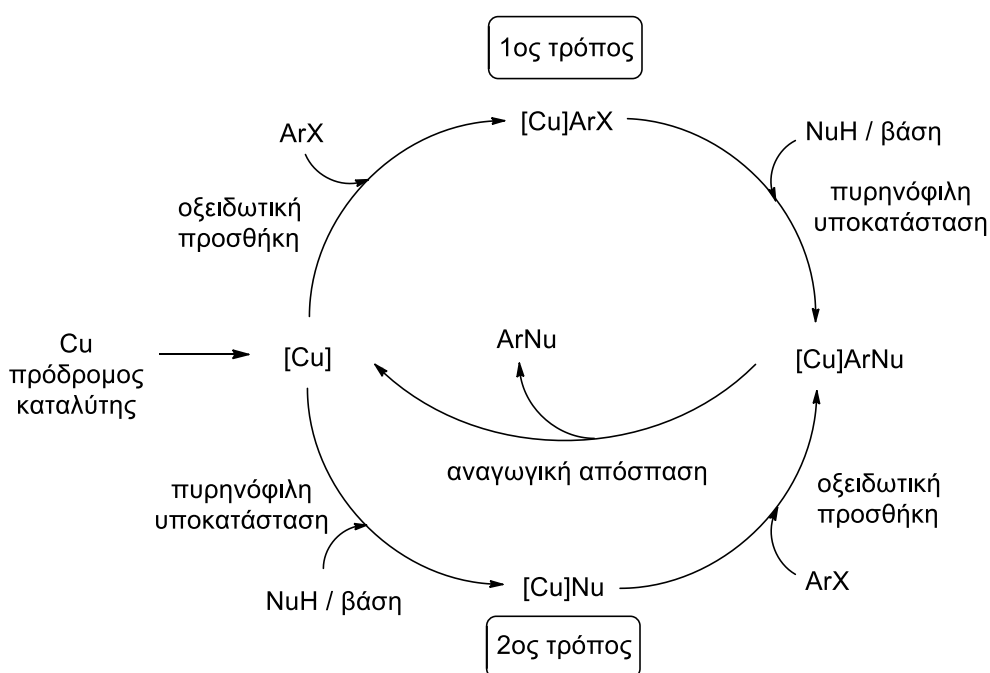 1ος τρόπος
[Cu]ArX
ArX
NuH / βάση
οξειδωτική
προσθήκη
πυρηνόφιλη
υποκατάσταση
Cu
πρόδρομος
καταλύτης
[Cu]
ArNu
[Cu]ArNu
αναγωγική απόσπαση
πυρηνόφιλη
υποκατάσταση
οξειδωτική
προσθήκη
NuH / βάση
[Cu]Nu
ArX
2ος τρόπος